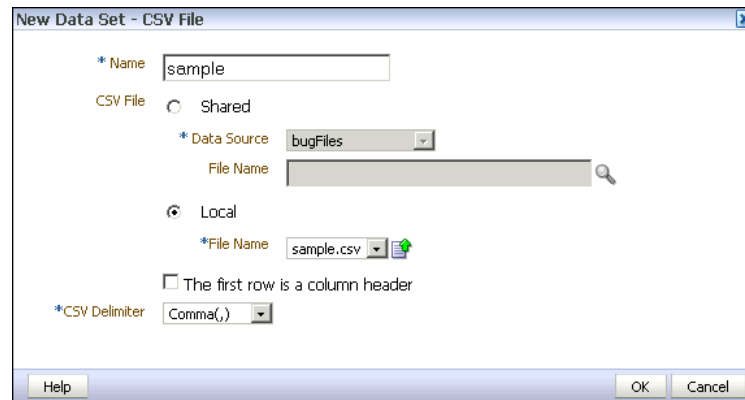 New Data Set - CSV File
* Name sample
CSV File Shared
* Data Source bugFiles
File Name
Local
*File Name sample.csv
The first row is a column header
*CSV Delimiter Comma(,)
Help OK Cancel